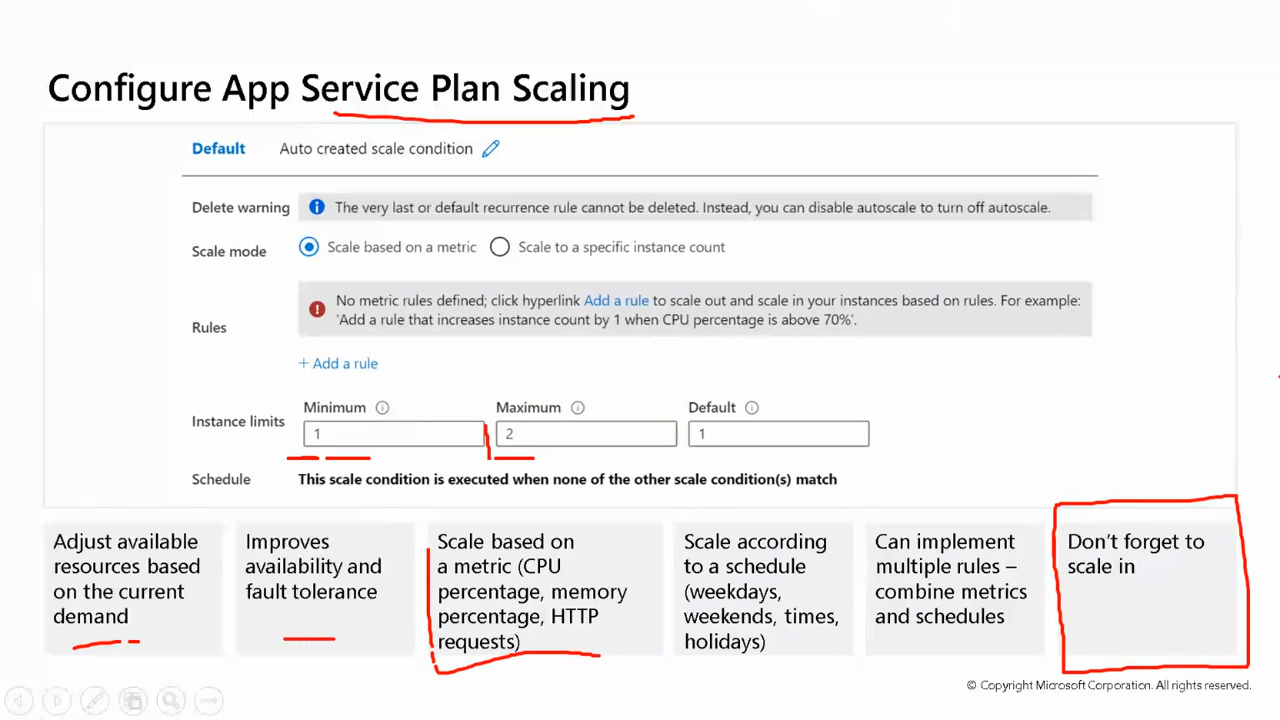 Configure App Service Plan Scaling
Default Auto created scale condition
Delete warning The very last or default recurrence rule cannot be deleted. Instead, you can disable autoscale to turn off autoscale.
Scale mode Scale based on a metric Scale to a specific instance count
Rules
No metric rules defined; click hyperlink Add a rule to scale out and scale in your instances based on rules. For example:
'Add a rule that increases instance count by 1 when CPU percentage is above 70%'.
+ Add a rule
Instance limits
Minimum Maximum Default
1 2 1
Schedule This scale condition is executed when none of the other scale condition(s) match
Adjust available
resources based
on the current
demand
Improves
availability and
fault tolerance
Scale based on
a metric (CPU
percentage, memory
percentage, HTTP
requests)
Scale according
to a schedule
(weekdays,
weekends, times,
holidays)
Can implement
multiple rules –
combine metrics
and schedules
Don't forget to
scale in
© Copyright Microsoft Corporation. All rights reserved.